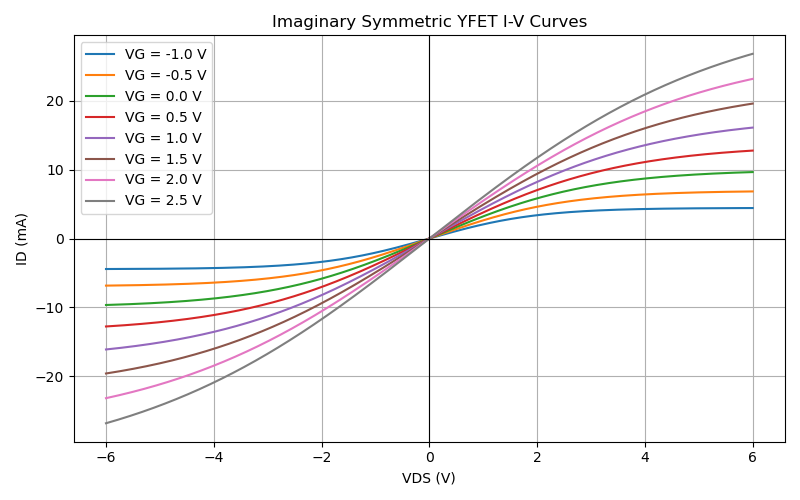 Imaginary Symmetric YFET I-V Curves
VG = -1.0 V
VG = -0.5 V
VG = 0.0 V
VG = 0.5 V
VG = 1.0 V
VG = 1.5 V
VG = 2.0 V
VG = 2.5 V
ID (mA)
20
10
0
−10
−20
−6 −4 −2 0 2 4 6
VDS (V)